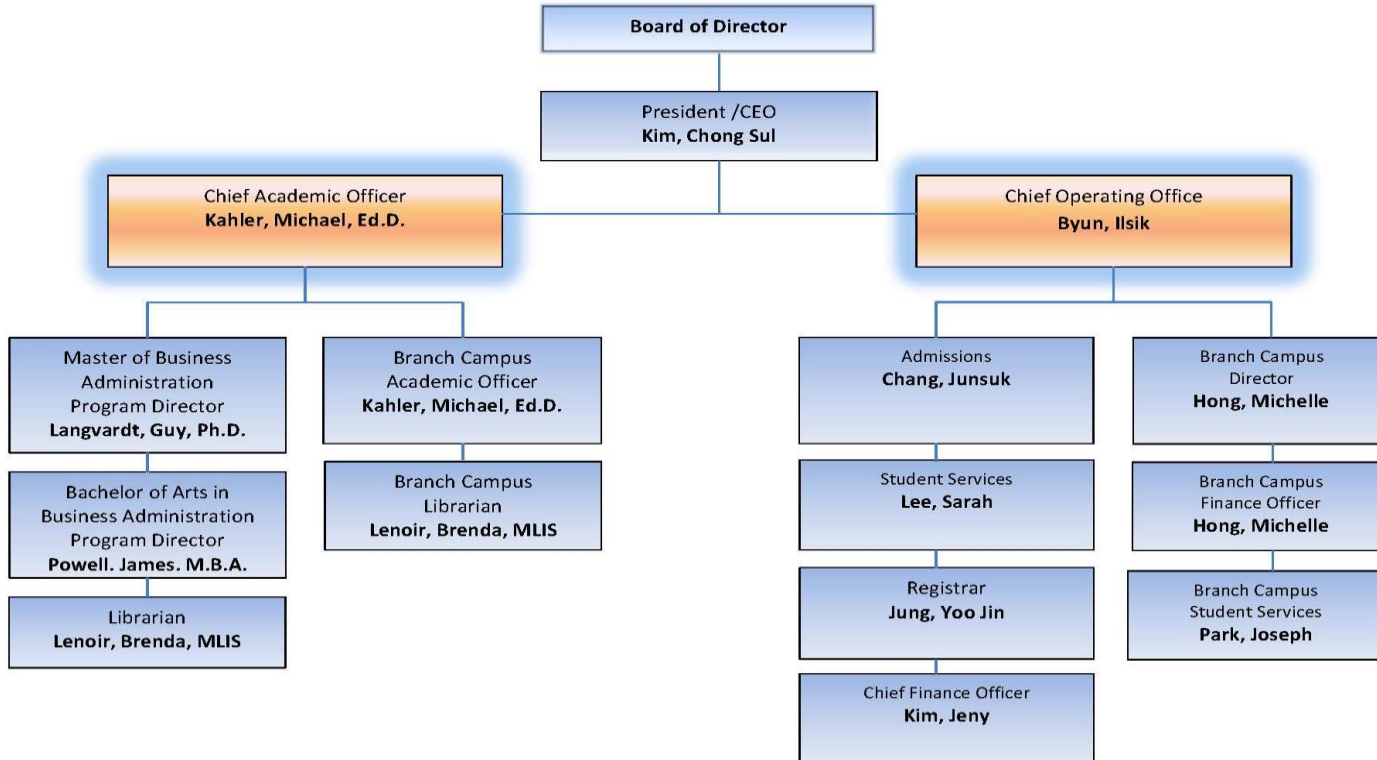 Board of Director
President /CEO
Kim, Chong Sul
Chief Academic Officer
Kahler, Michael, Ed.D.
Chief Operating Office
Byun, Ilsik
Master of Business
Administration
Program Director
Langvardt, Guy, Ph.D.
Bachelor of Arts in
Business Administration
Program Director
Powell. James. M.B.A.
Librarian
Lenoir, Brenda, MLIS
Branch Campus
Academic Officer
Kahler, Michael, Ed.D.
Branch Campus
Librarian
Lenoir, Brenda, MLIS
Admissions
Chang, Junsuk
Student Services
Lee, Sarah
Registrar
Jung, Yoo Jin
Chief Finance Officer
Kim, Jeny
Branch Campus
Director
Hong, Michelle
Branch Campus
Finance Officer
Hong, Michelle
Branch Campus
Student Services
Park, Joseph